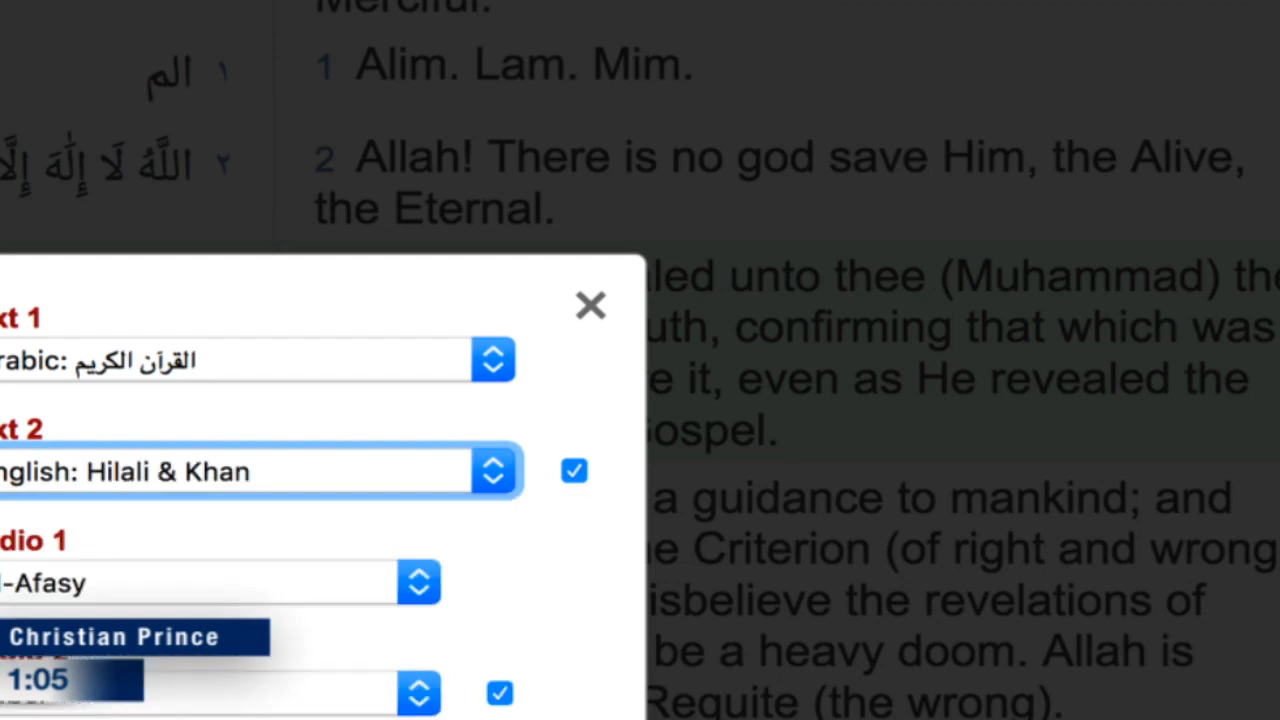 Merciful.
١ الم
1 Alim. Lam. Mim.
٢ اللَّهُ لَا إِلَٰهَ إِلَّا
2 Allah! There is no god save Him, the Alive,
the Eternal.
led unto thee (Muhammad) the
uth, confirming that which was
e it, even as He revealed the
ospel.
a guidance to mankind; and
e Criterion (of right and wrong
isbelieve the revelations of
be a heavy doom. Allah is
Requite (the wrong).
xt 1
rabic: القرآن الكريم
xt 2
nglish: Hilali & Khan
dio 1
l-Afasy
Christian Prince
1:05